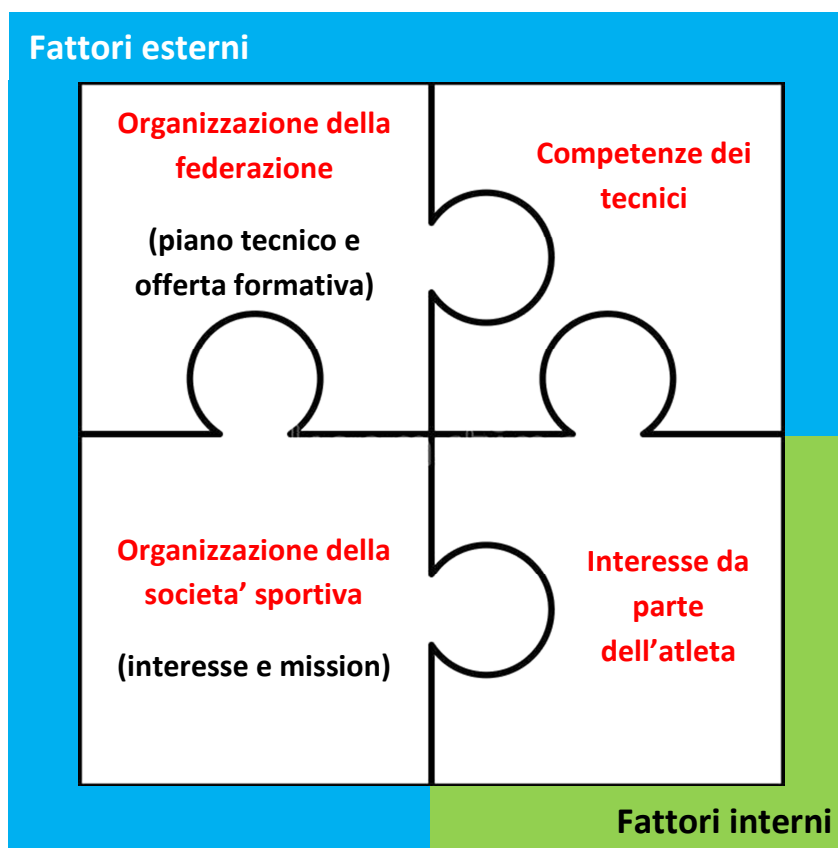 Fattori esterni
Organizzazione della
federazione
(piano tecnico e
offerta formativa)
Competenze dei
tecnici
Organizzazione della
societa’ sportiva
(interesse e mission)
Interesse da
parte
dell’atleta
Fattori interni